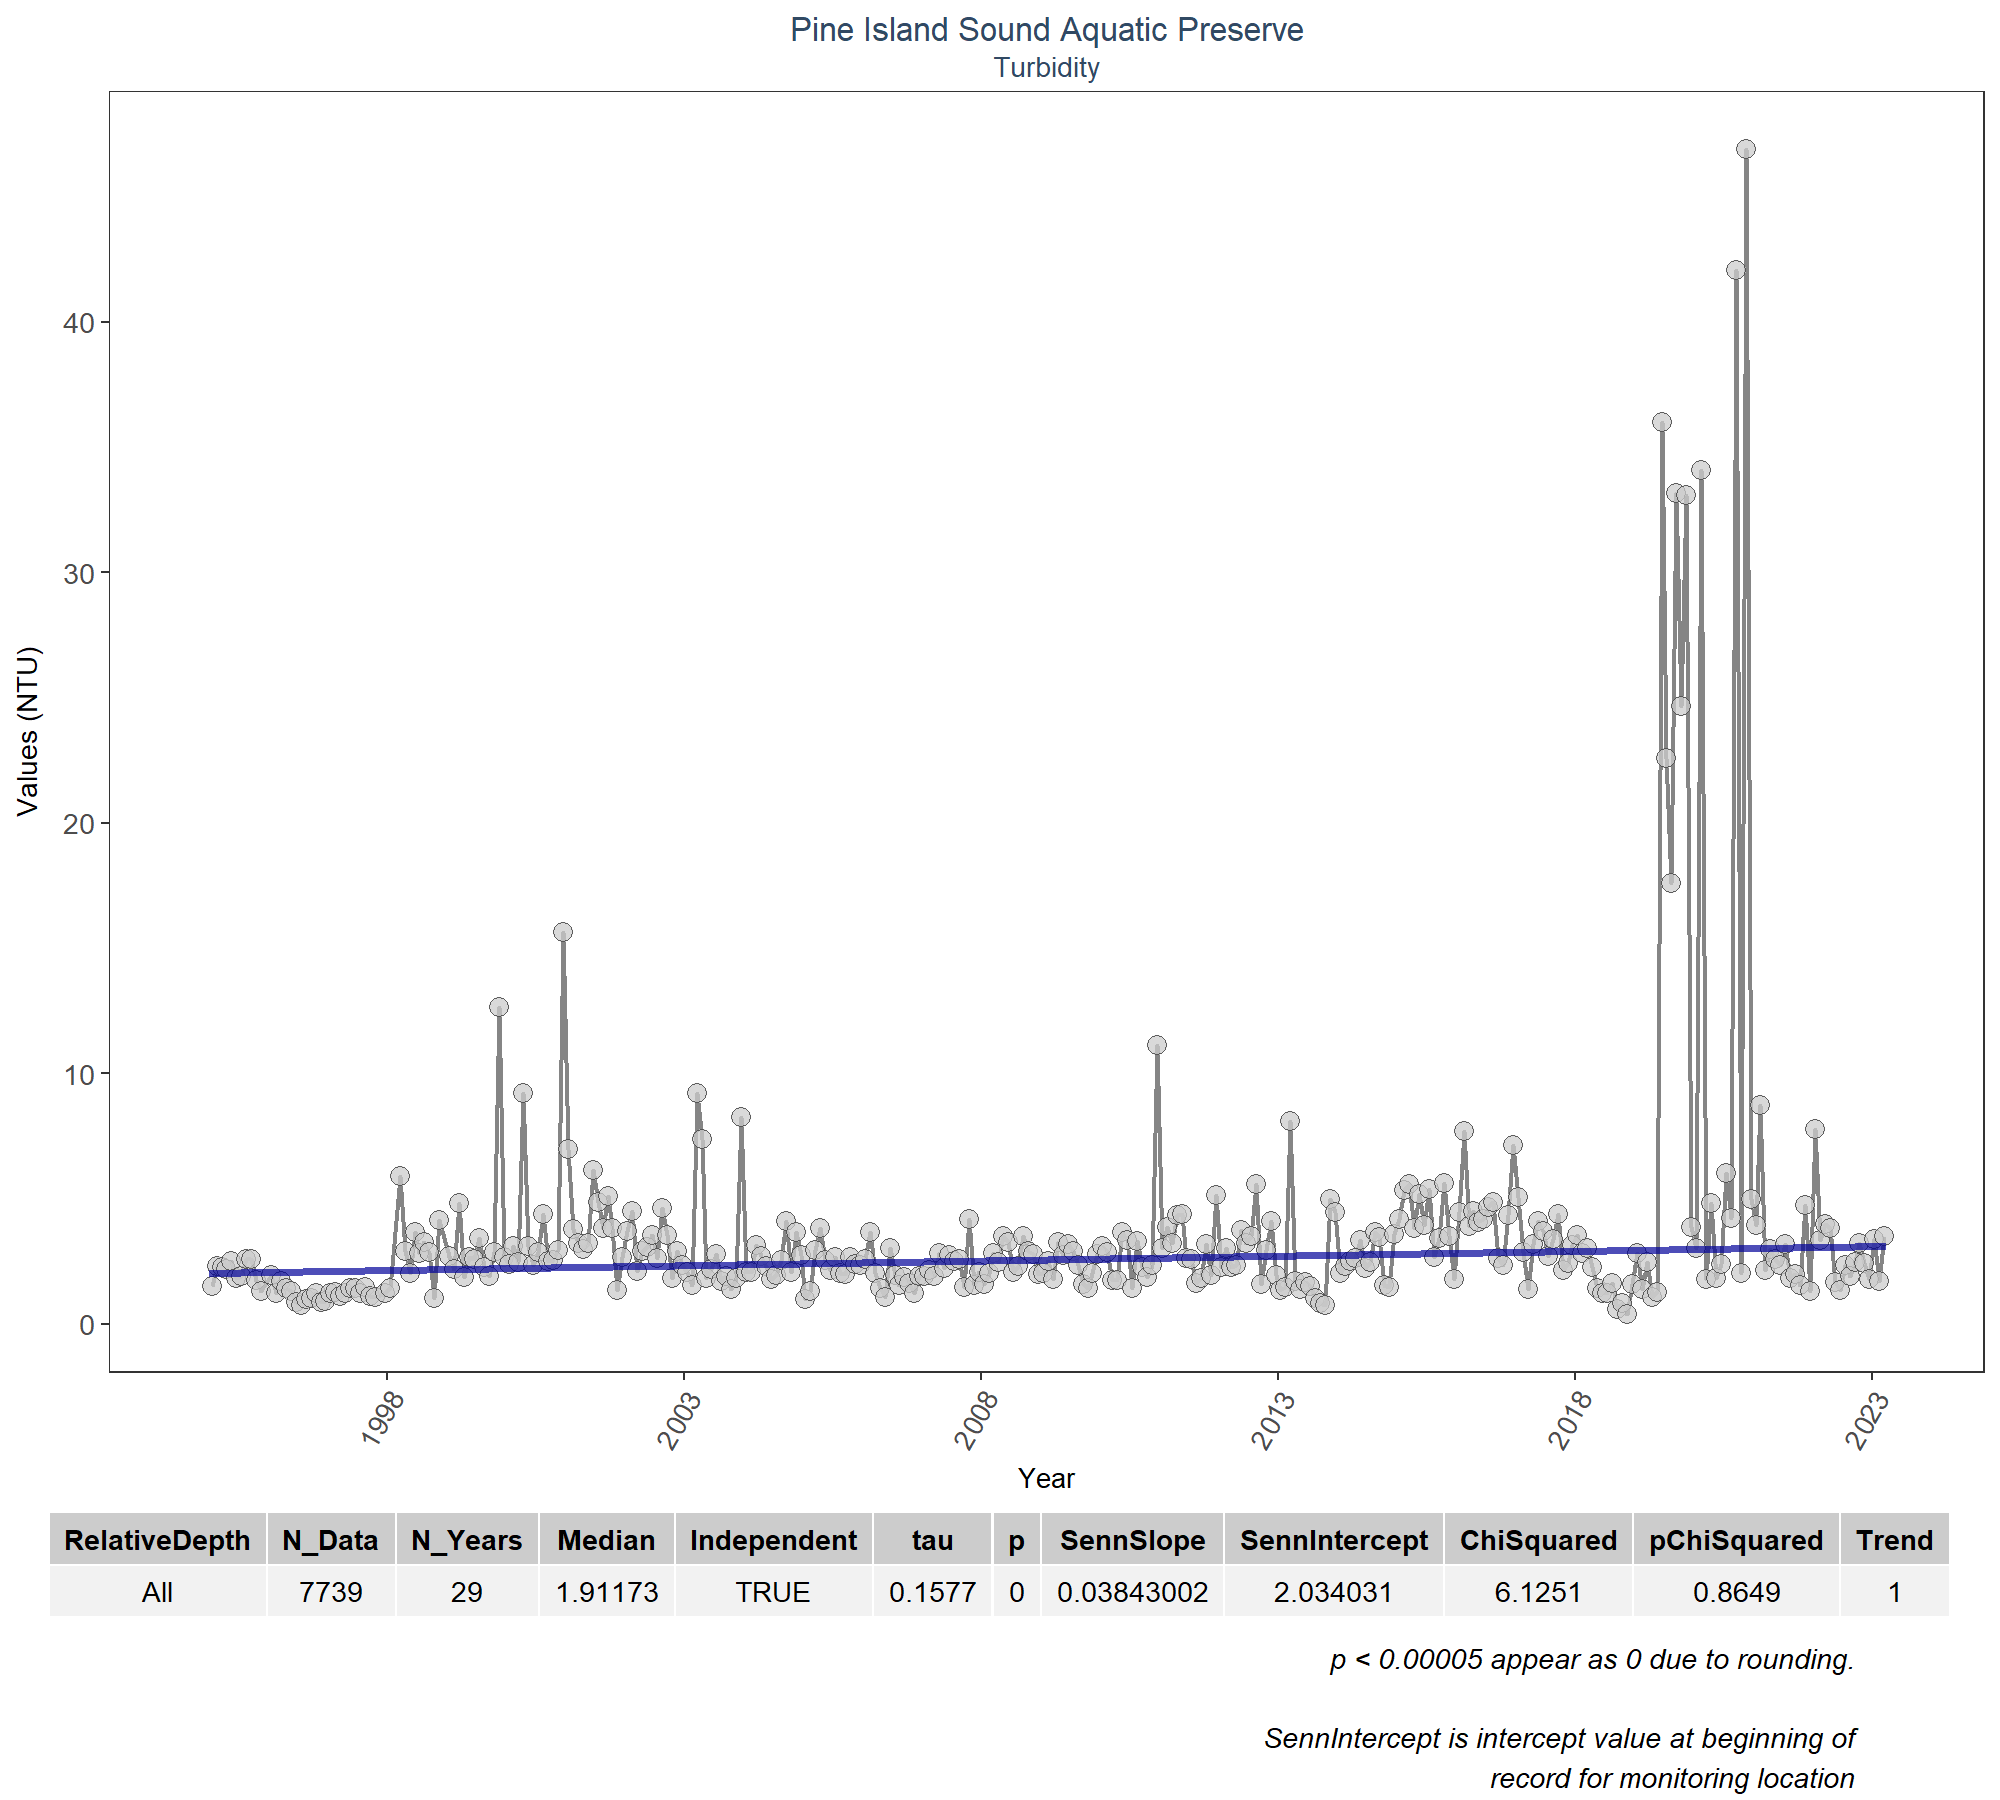 Pine Island Sound Aquatic Preserve
Turbidity
Values (NTU)
40
30
20
10
0
1998 2003 2008 2013 2018 2023
Year
RelativeDepth N_Data N_Years Median Independent tau p SennSlope SennIntercept ChiSquared pChiSquared Trend
All 7739 29 1.91173 TRUE 0.1577 0 0.03843002 2.034031 6.1251 0.8649 1
p < 0.00005 appear as 0 due to rounding.
SennIntercept is intercept value at beginning of
record for monitoring location